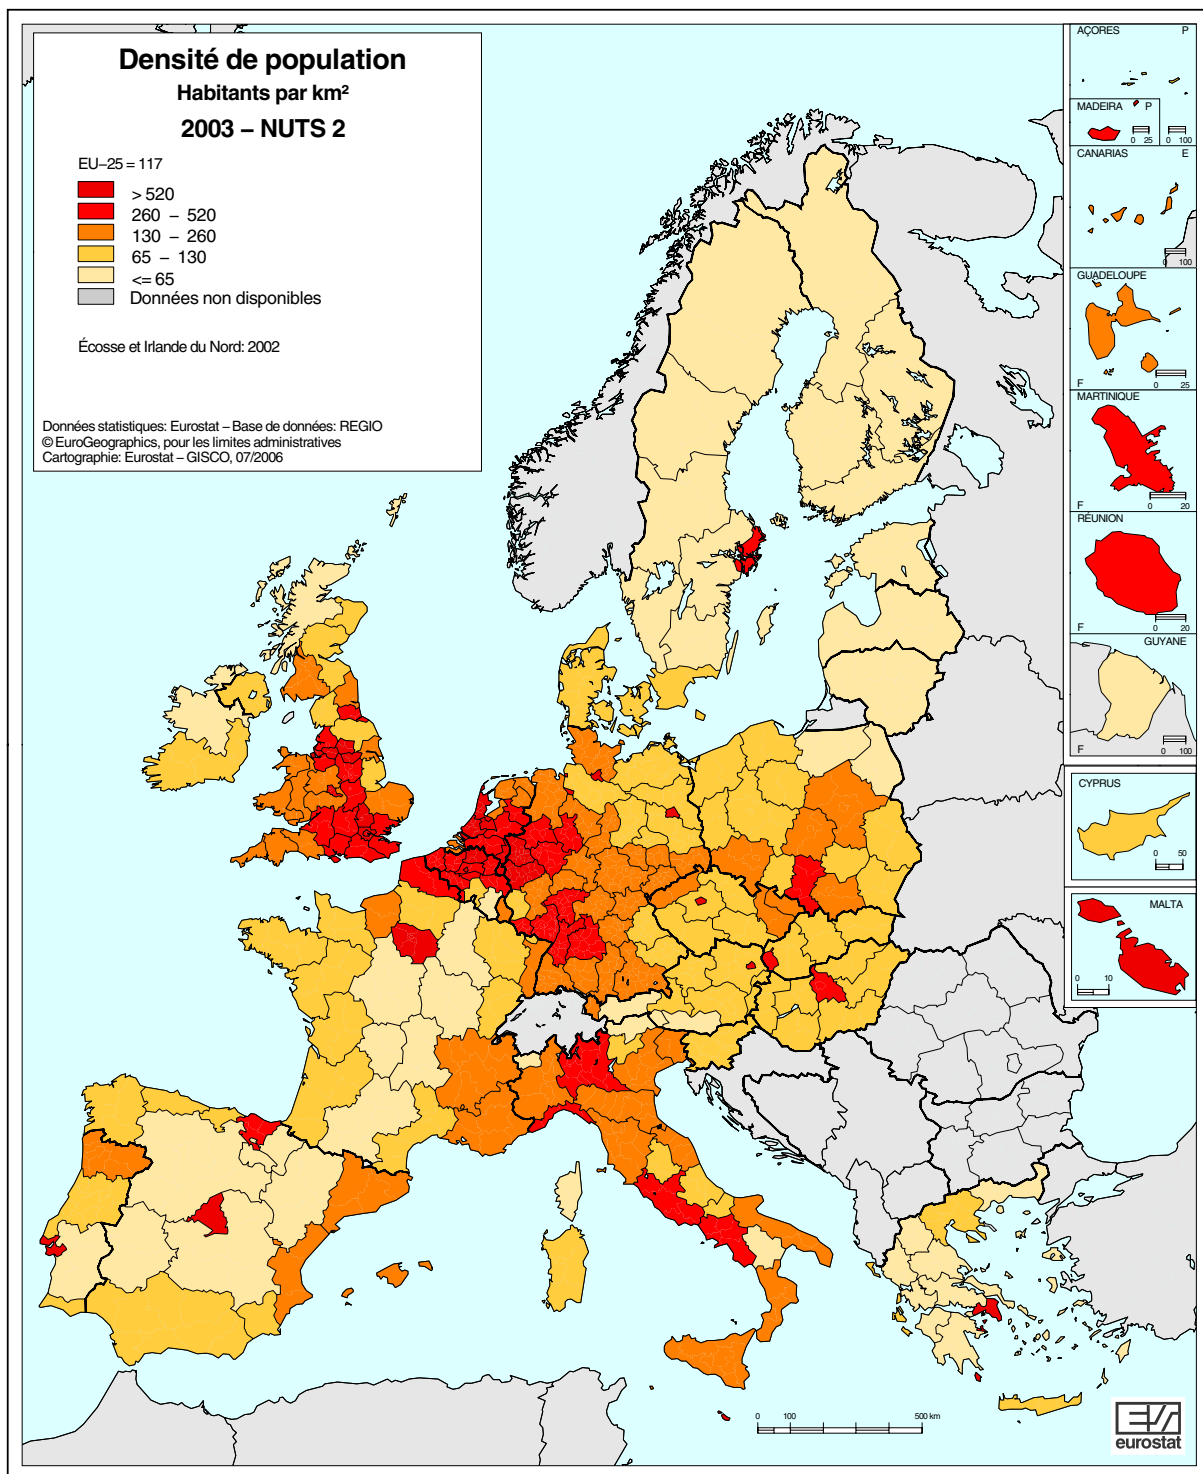 Densité de population
Habitants par km²
2003 – NUTS 2
EU–25 = 117
> 520
260 – 520
130 – 260
65 – 130
<= 65
Données non disponibles
Écosse et Irlande du Nord: 2002
Données statistiques: Eurostat – Base de données: REGIO
© EuroGeographics, pour les limites administratives
Cartographie: Eurostat – GISCO, 07/2006
AÇORES P
MADEIRA P
0 25 0 100
CANARIAS E
0 100
GUADELOUPE
F 0 25
MARTINIQUE
F 0 20
RÉUNION
F 0 20
GUYANE
F 0 100
CYPRUS
0 50
MALTA
0 10
0 100 500 km
eurostat